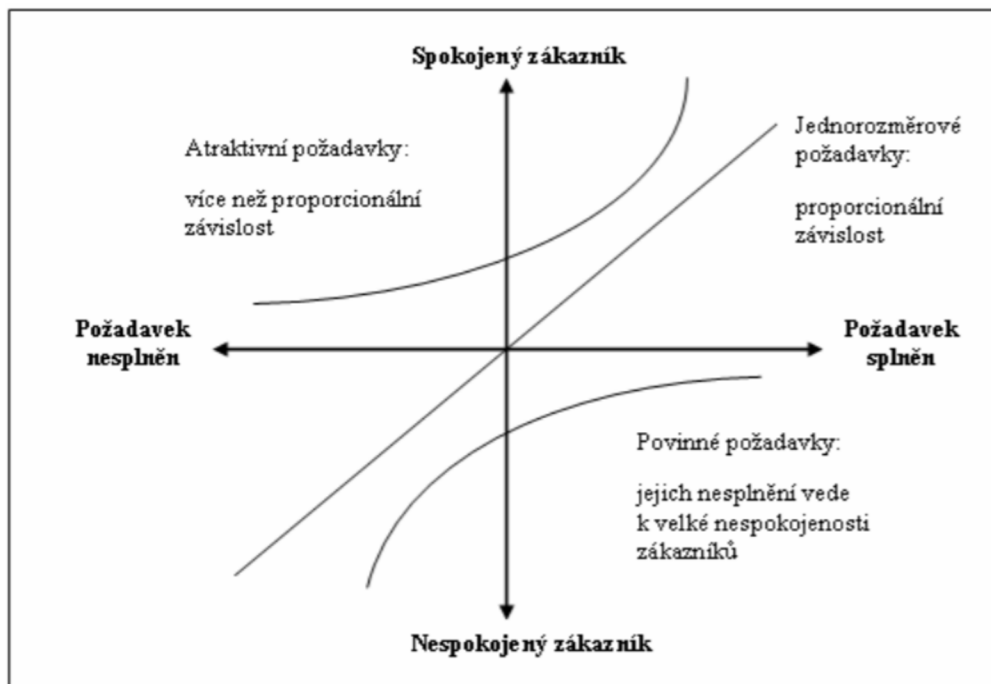 Spokojený zákazník
Atraktivní požadavky:
více než proporcionální
závislost
Jednorozměrové
požadavky:
proporcionální
závislost
Požadavek
nesplněn
Požadavek
splněn
Povinné požadavky:
jejich nesplnění vede
k velké nespokojenosti
zákazníků
Nespokojený zákazník